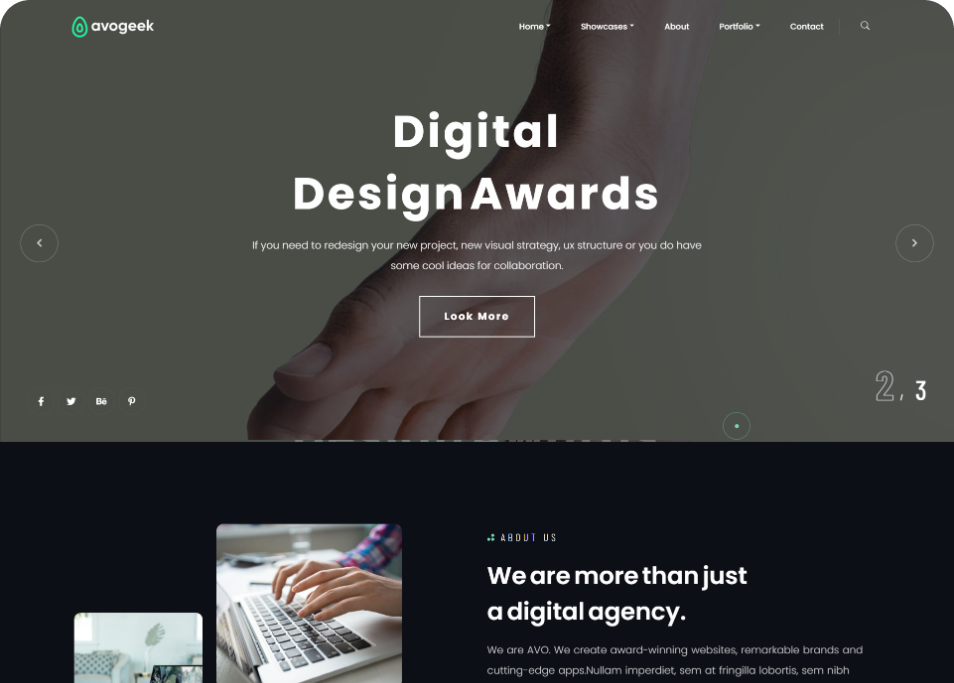 avogeek
Home
Showcases
About
Portfolio
Contact
Digital
Design Awards
If you need to redesign your new project, new visual strategy, ux structure or you do have
some cool ideas for collaboration.
Look More
Bē
2, 3
ABOUT US
We are more than just
a digital agency.
We are AVO. We create award-winning websites, remarkable brands and
cutting-edge apps.Nullam imperdiet, sem at fringilla lobortis, sem nibh